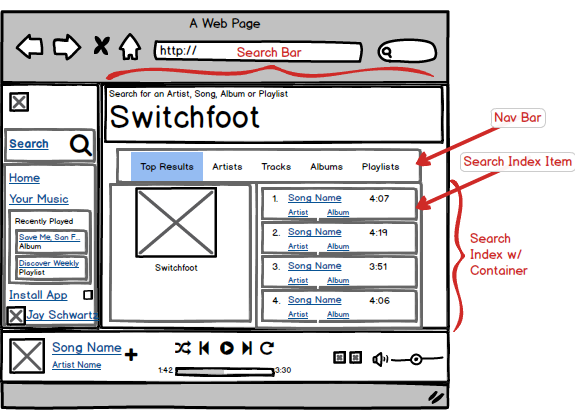 A Web Page
http://
Search Bar
Search for an Artist, Song, Album or Playlist
Switchfoot
Nav Bar
Search
Top Results Artists Tracks Albums Playlists
Search Index Item
Home
Your Music
Recently Played
Save Me, San F...
Album
Discover Weekly
Playlist
Install App
Jay Schwartz
Switchfoot
1. Song Name 4:07
Artist Album
2. Song Name 4:19
Artist Album
3. Song Name 3:51
Artist Album
4. Song Name 4:06
Artist Album
Search
Index w/
Container
Song Name
Artist Name
1:42 3:30